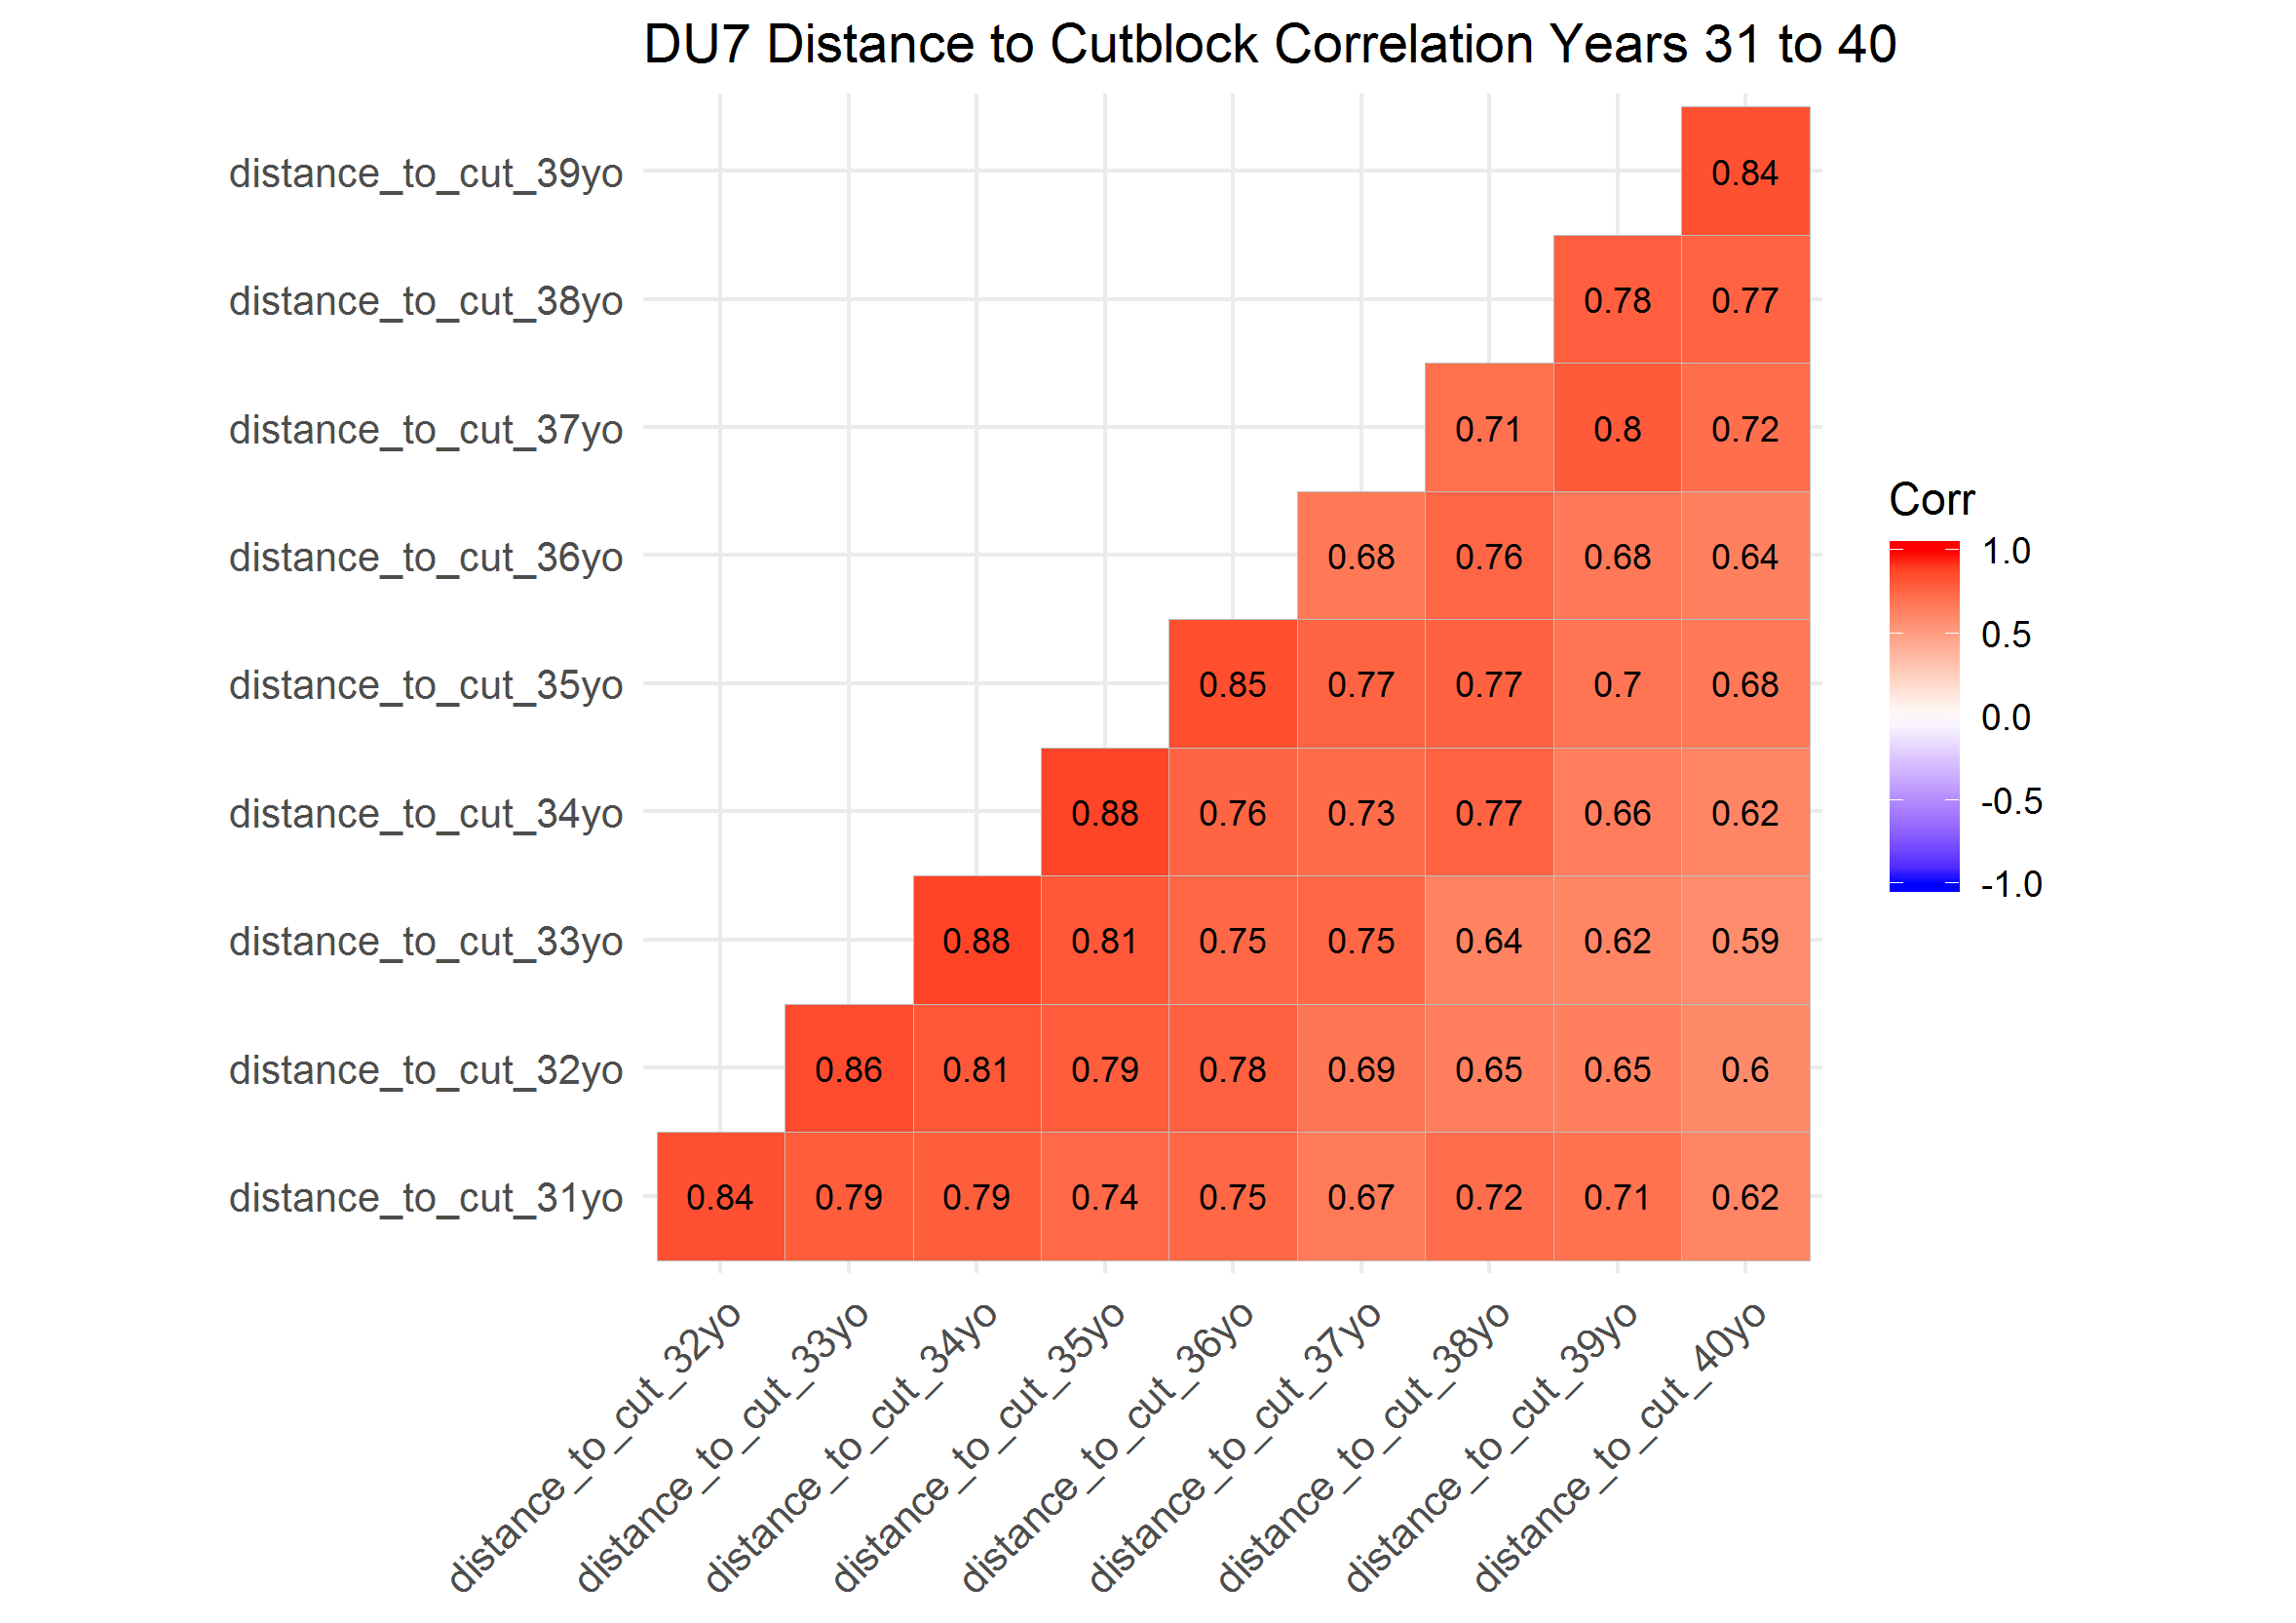 DU7 Distance to Cutblock Correlation Years 31 to 40
distance_to_cut_39yo 0.84
distance_to_cut_38yo 0.78 0.77
distance_to_cut_37yo 0.71 0.8 0.72
distance_to_cut_36yo 0.68 0.76 0.68 0.64
distance_to_cut_35yo 0.85 0.77 0.77 0.7 0.68
distance_to_cut_34yo 0.88 0.76 0.73 0.77 0.66 0.62
distance_to_cut_33yo 0.88 0.81 0.75 0.75 0.64 0.62 0.59
distance_to_cut_32yo 0.86 0.81 0.79 0.78 0.69 0.65 0.65 0.6
distance_to_cut_31yo 0.84 0.79 0.79 0.74 0.75 0.67 0.72 0.71 0.62
distance_to_cut_32yo
distance_to_cut_33yo
distance_to_cut_34yo
distance_to_cut_35yo
distance_to_cut_36yo
distance_to_cut_37yo
distance_to_cut_38yo
distance_to_cut_39yo
distance_to_cut_40yo
Corr
1.0
0.5
0.0
-0.5
-1.0